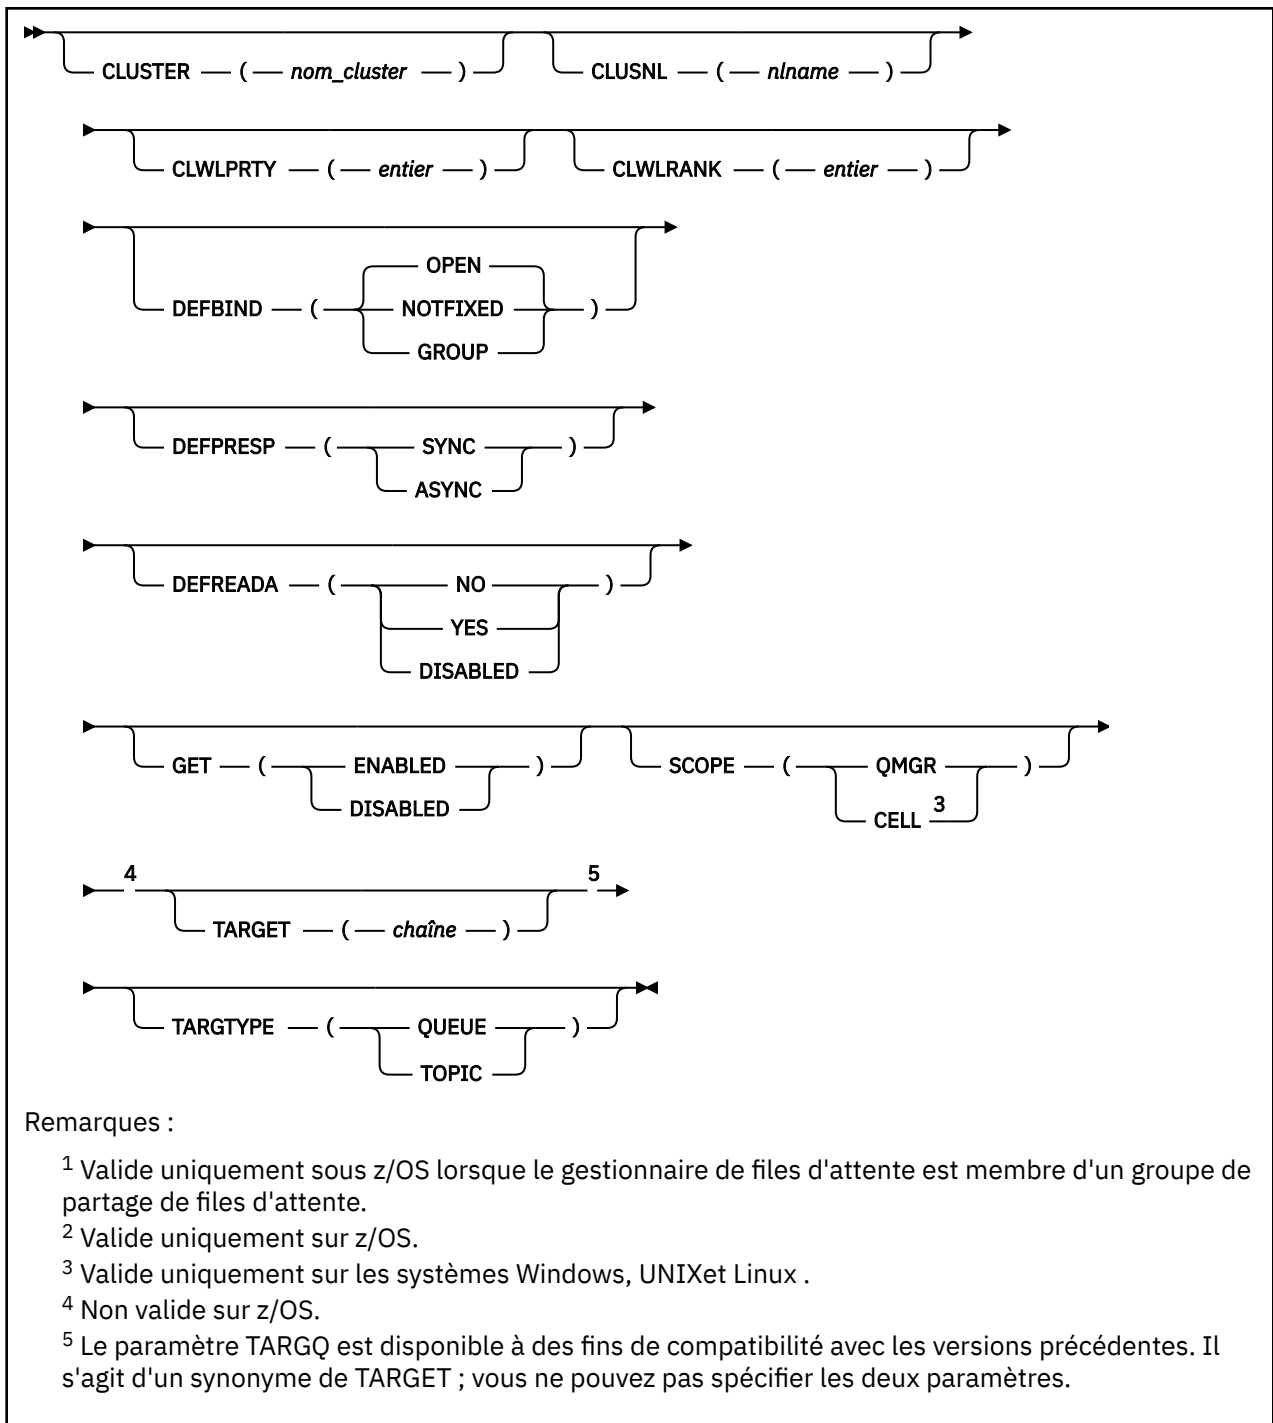 CLUSTER ( nom_cluster ) CLUSNL ( nlname )
CLWLPRTY ( entier ) CLWLRANK ( entier )
OPEN
DEFBIND ( NOTFIXED )
GROUP
DEFPRESP ( SYNC )
ASYNC
DEFREADA ( NO )
YES
DISABLED
GET ( ENABLED ) SCOPE ( QMGR )
DISABLED CELL 3
4 5
TARGET ( chaîne )
TARGTYPE ( QUEUE )
TOPIC
Remarques :
1 Valide uniquement sous z/OS lorsque le gestionnaire de files d'attente est membre d'un groupe de
partage de files d'attente.
2 Valide uniquement sur z/OS.
3 Valide uniquement sur les systèmes Windows, UNIXet Linux .
4 Non valide sur z/OS.
5 Le paramètre TARGQ est disponible à des fins de compatibilité avec les versions précédentes. Il
s'agit d'un synonyme de TARGET ; vous ne pouvez pas spécifier les deux paramètres.